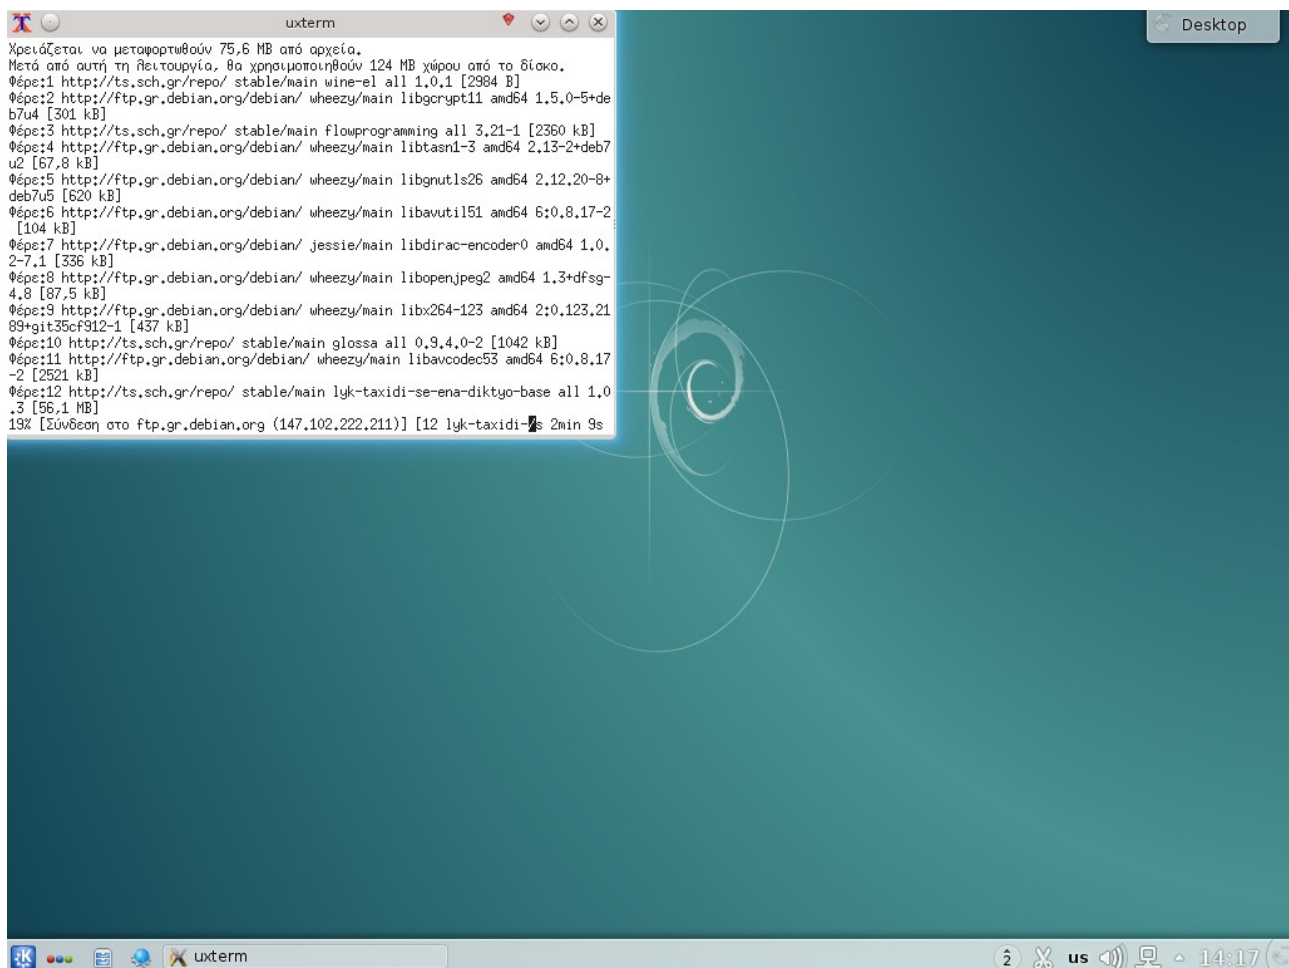 uxterm
Desktop
Χρειάζεται να μεταφορτωθούν 75,6 MB από αρχεία.
Μετά από αυτή τη λειτουργία, θα χρησιμοποιηθούν 124 MB χώρου από το δίσκο.
Φέρε:1 http://ts.sch.gr/repo/ stable/main wine-el all 1.0.1 [2984 B]
Φέρε:2 http://ftp.gr.debian.org/debian/ wheezy/main libgcrypt11 amd64 1.5.0-5+de
b7u4 [301 kB]
Φέρε:3 http://ts.sch.gr/repo/ stable/main flowprogramming all 3.21-1 [2360 kB]
Φέρε:4 http://ftp.gr.debian.org/debian/ wheezy/main libtasn1-3 amd64 2.13-2+deb7
u2 [67,8 kB]
Φέρε:5 http://ftp.gr.debian.org/debian/ wheezy/main libgnutls26 amd64 2.12.20-8+
deb7u5 [620 kB]
Φέρε:6 http://ftp.gr.debian.org/debian/ wheezy/main libavutil51 amd64 6:0.8.17-2
[104 kB]
Φέρε:7 http://ftp.gr.debian.org/debian/ jessie/main libdirac-encoder0 amd64 1.0.
2-7.1 [336 kB]
Φέρε:8 http://ftp.gr.debian.org/debian/ wheezy/main libopenjpeg2 amd64 1.3+dfsg-
4.8 [87,5 kB]
Φέρε:9 http://ftp.gr.debian.org/debian/ wheezy/main libx264-123 amd64 2:0.123.21
89+git35cf912-1 [437 kB]
Φέρε:10 http://ts.sch.gr/repo/ stable/main glossa all 0.9.4.0-2 [1042 kB]
Φέρε:11 http://ftp.gr.debian.org/debian/ wheezy/main libavcodec53 amd64 6:0.8.17
-2 [2521 kB]
Φέρε:12 http://ts.sch.gr/repo/ stable/main lyk-taxidi-se-ena-diktyo-base all 1.0
.3 [56,1 MB]
19% [Σύνδεση στο ftp.gr.debian.org (147.102.222.211)] [12 lyk-taxidi-/s 2min 9s
uxterm
2
us
14:17